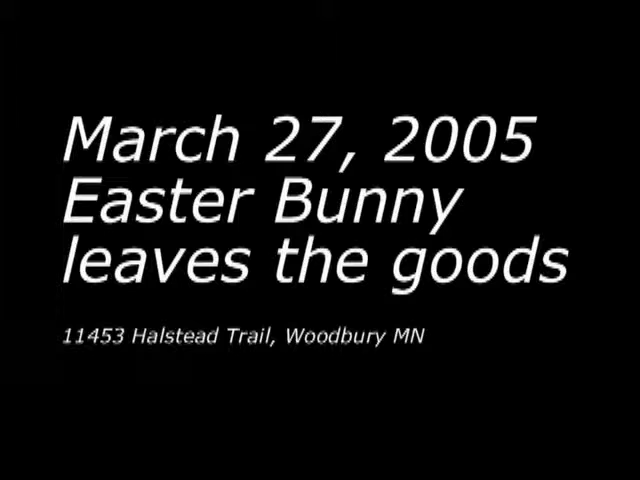 March 27, 2005
Easter Bunny
leaves the goods
11453 Halstead Trail, Woodbury MN